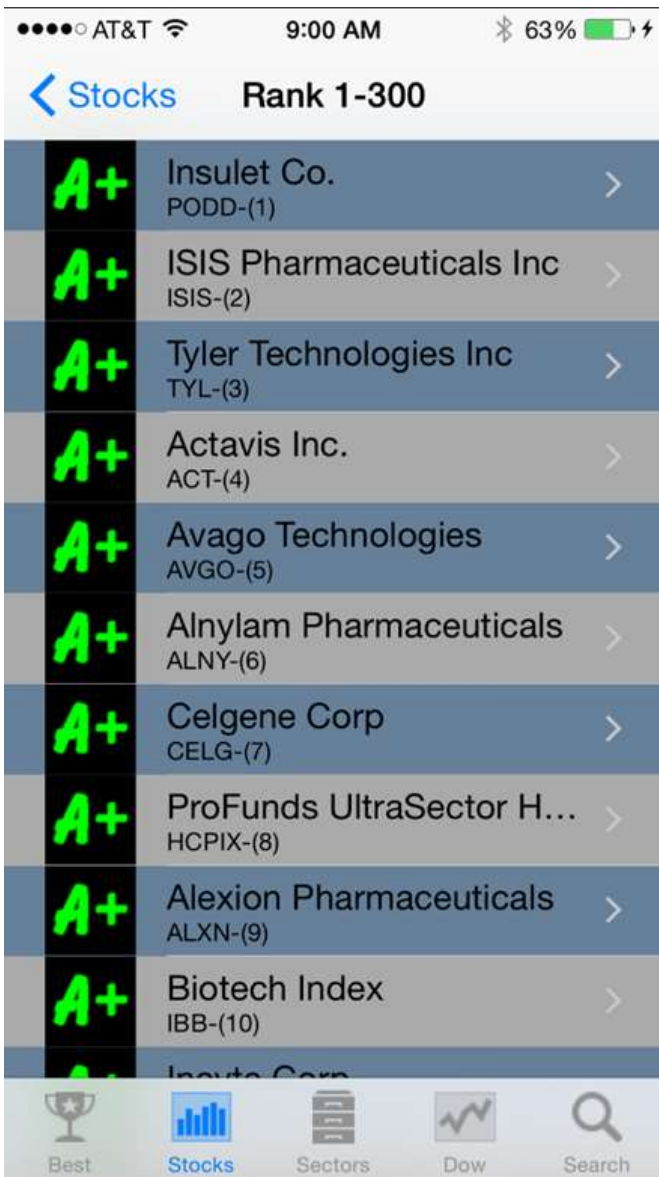 AT&T 9:00 AM 63%
Stocks Rank 1-300
A+ Insulet Co.
PODD-(1)
A+ ISIS Pharmaceuticals Inc
ISIS-(2)
A+ Tyler Technologies Inc
TYL-(3)
A+ Actavis Inc.
ACT-(4)
A+ Avago Technologies
AVGO-(5)
A+ Alnylam Pharmaceuticals
ALNY-(6)
A+ Celgene Corp
CELG-(7)
A+ ProFunds UltraSector H...
HCPIX-(8)
A+ Alexion Pharmaceuticals
ALXN-(9)
A+ Biotech Index
IBB-(10)
Best Stocks Sectors Dow Search